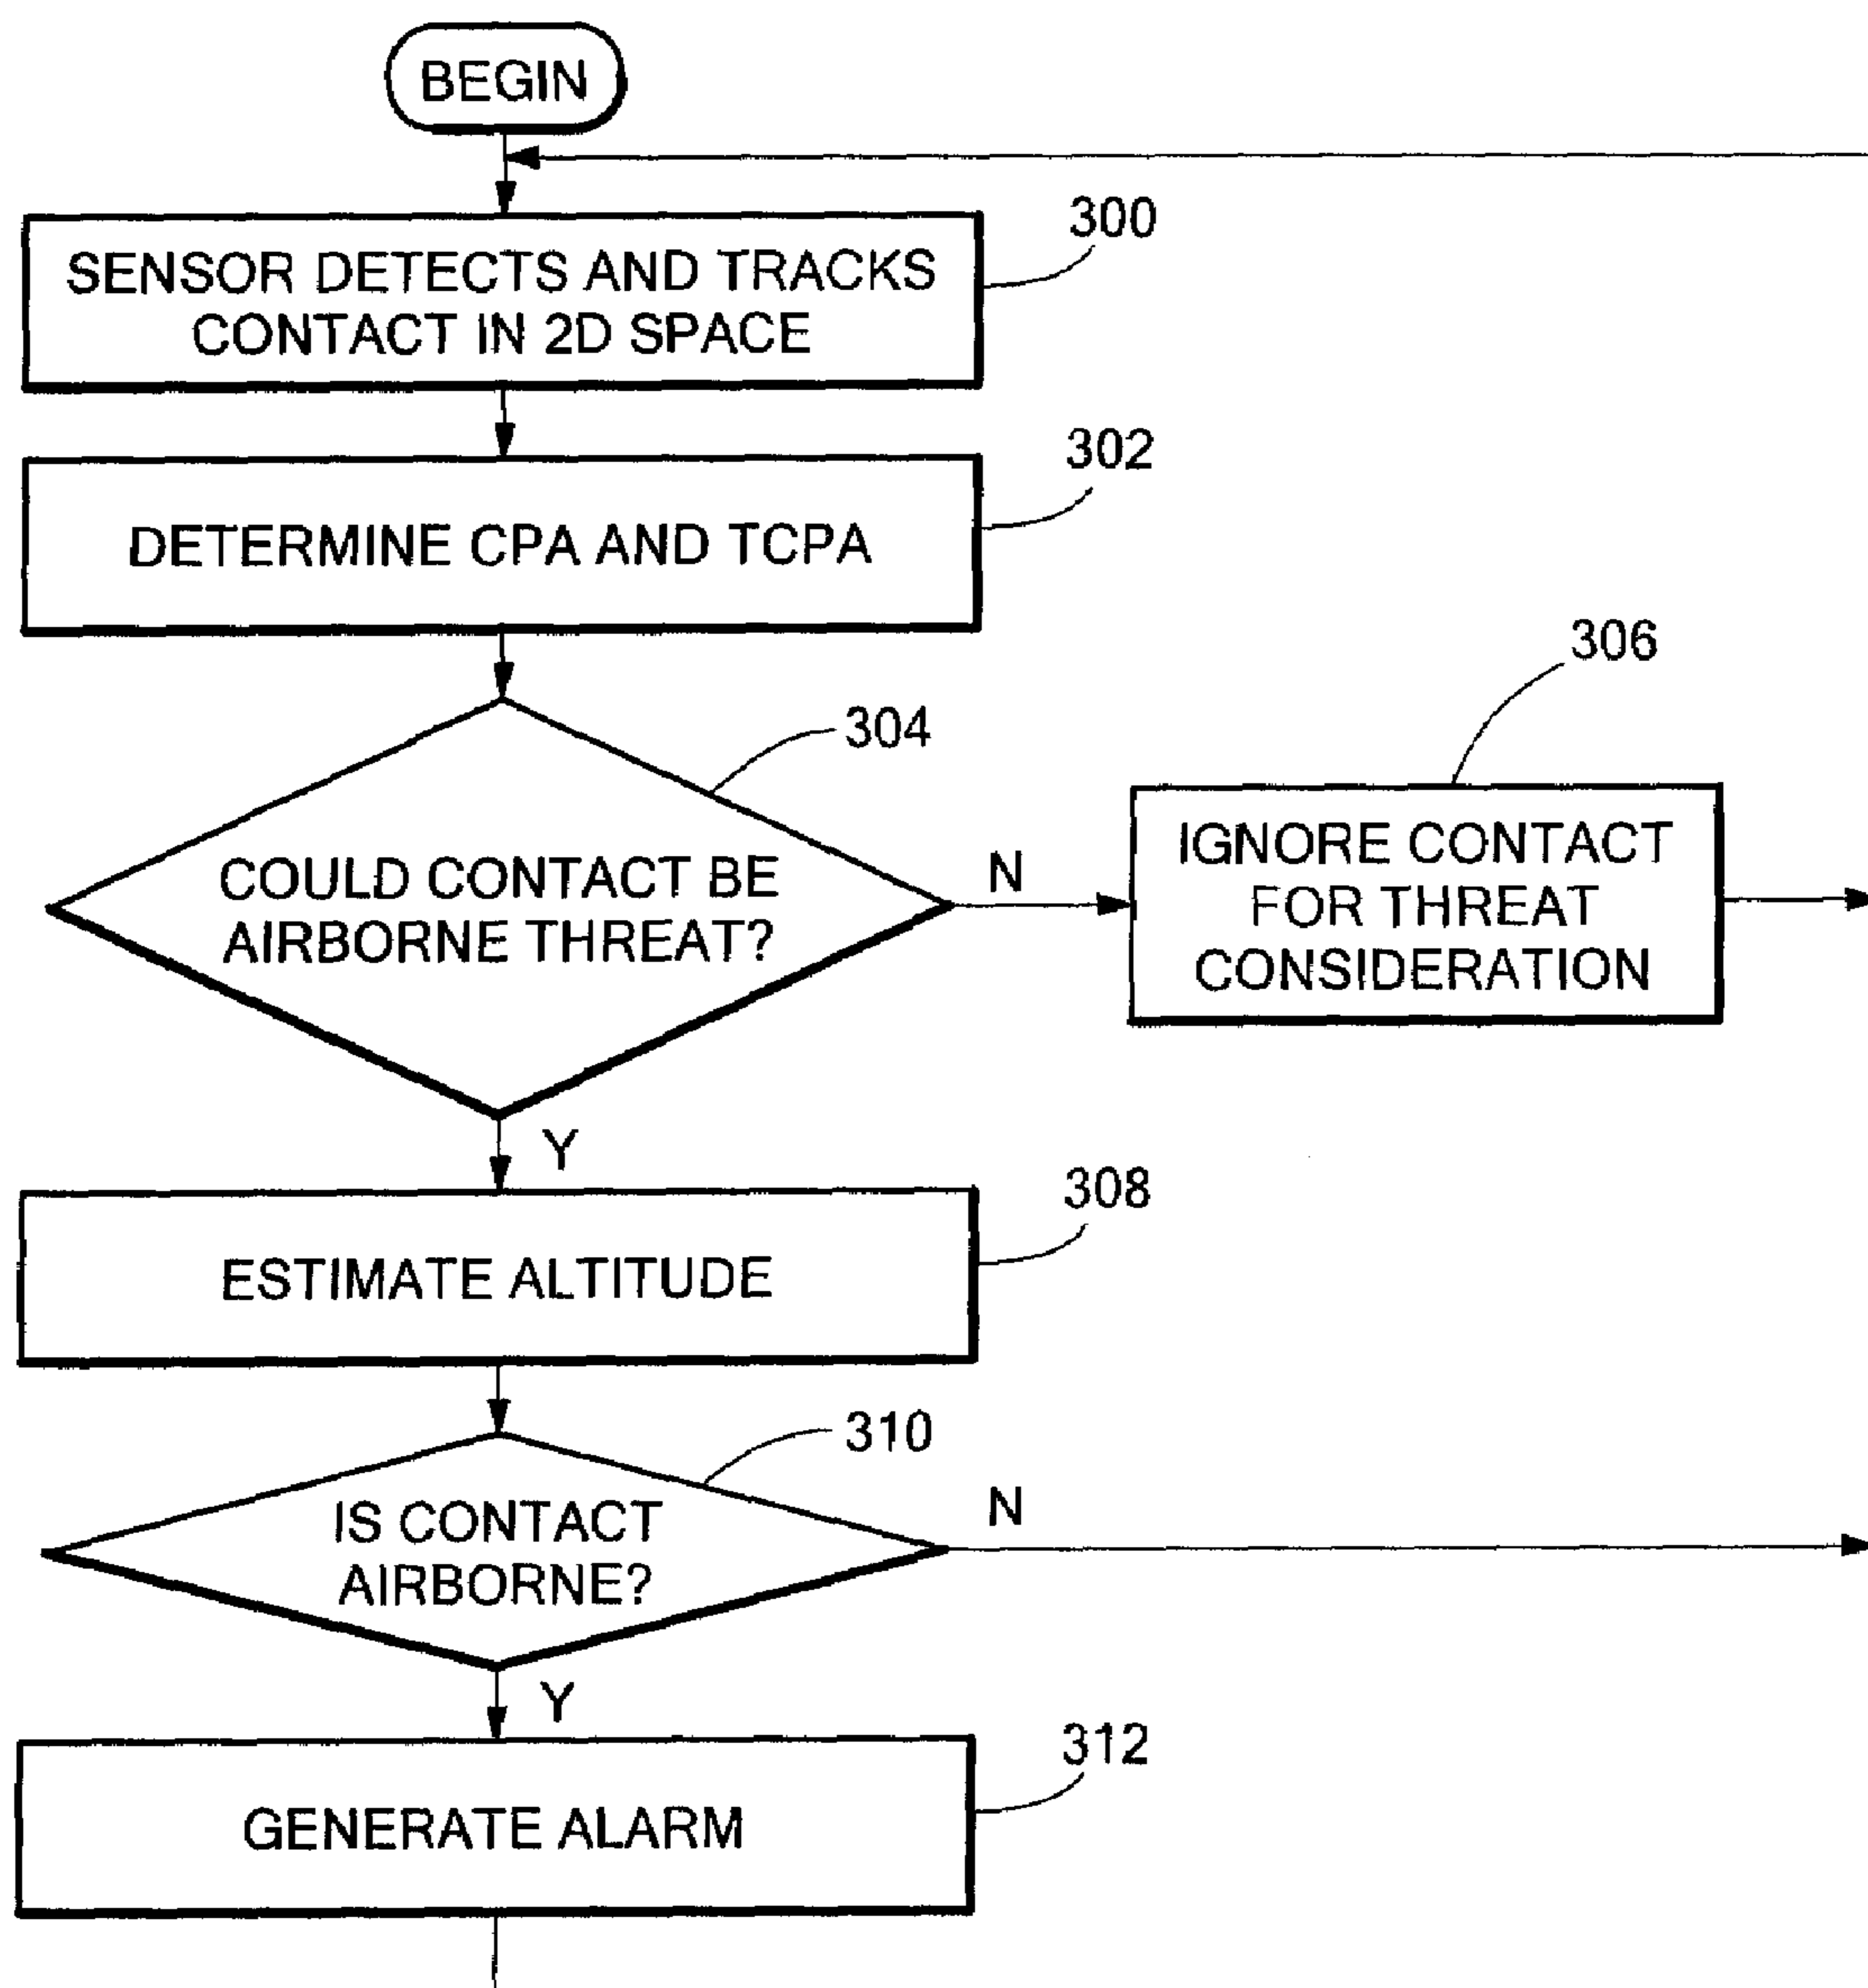 BEGIN
300
SENSOR DETECTS AND TRACKS
CONTACT IN 2D SPACE
302
DETERMINE CPA AND TCPA
304
COULD CONTACT BE
AIRBORNE THREAT?
N
306
IGNORE CONTACT
FOR THREAT
CONSIDERATION
Y
308
ESTIMATE ALTITUDE
310
IS CONTACT
AIRBORNE?
N
Y
312
GENERATE ALARM